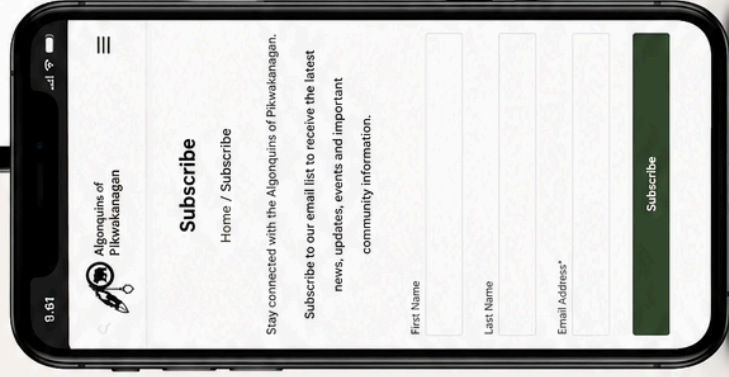 9.61
Algonquins of
Pikwakanagan
Subscribe
Home / Subscribe
Stay connected with the Algonquins of Pikwakanagan.
Subscribe to our email list to receive the latest
news, updates, events and important
community information.
First Name
Last Name
Email Address*
Subscribe